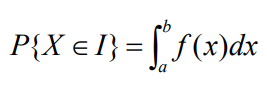 P{X ∈ I} = ∫_a^b f(x)dx